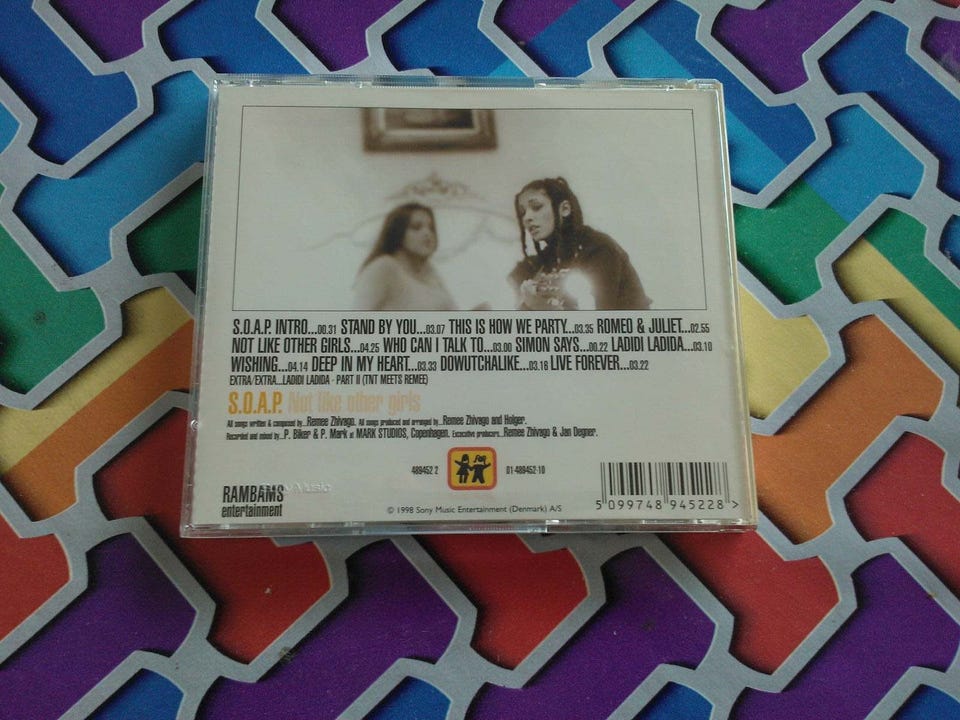 S.O.A.P. INTRO...00.31 STAND BY YOU...03.07 THIS IS HOW WE PARTY...03.35 ROMEO & JULIET...02.55
NOT LIKE OTHER GIRLS...04.25 WHO CAN I TALK TO...03.00 SIMON SAYS...00.22 LADIDI LADIDA...03.10
WISHING...04.14 DEEP IN MY HEART...03.33 DOWUTCHALIKE...03.16 LIVE FOREVER...03.22
EXTRA/EXTRA...LADIDI LADIDA - PART II (TNT MEETS REMEE)
S.O.A.P. Not like other girls
All songs written & composed by...Remee Zhivago. All songs produced and arranged by...Remee Zhivago and Holger.
Recorded and mixed by...P. Biker & P. Mark at MARK STUDIOS, Copenhagen. Excecutive producers...Remee Zhivago & Jan Degner.
489452 2 01-489452-10
RAMBAMS Sony Music
entertainment
© 1998 Sony Music Entertainment (Denmark) A/S
5 099748 945228 >